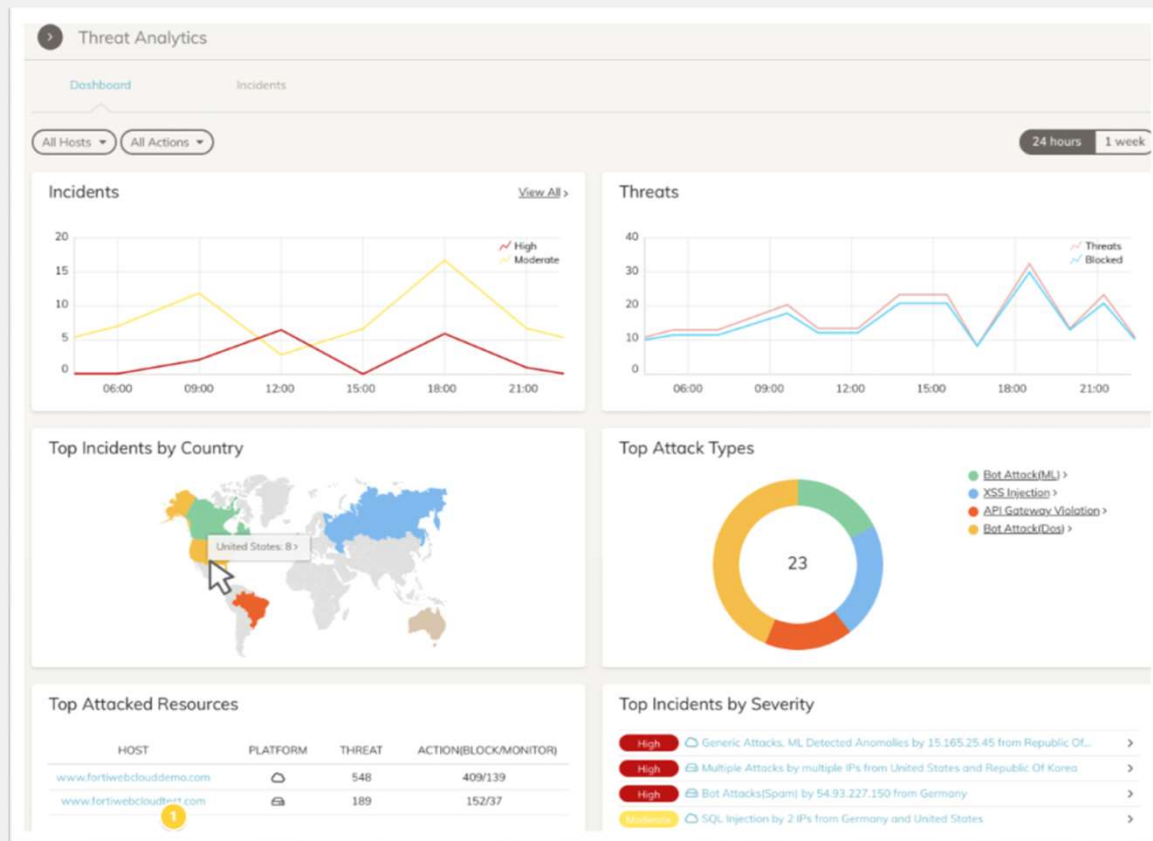 Threat Analytics
Dashboard Incidents
All Hosts All Actions 24 hours 1 week
Incidents View All >
20
15
10
5
0
High
Moderate
06:00 09:00 12:00 15:00 18:00 21:00
Threats
40
30
20
10
0
Threats
Blocked
06:00 09:00 12:00 15:00 18:00 21:00
Top Incidents by Country
United States: 8 >
Top Attack Types
23
Bot Attack(ML) >
XSS Injection >
API Gateway Violation >
Bot Attack(Dos) >
Top Attacked Resources
HOST PLATFORM THREAT ACTION(BLOCK/MONITOR)
www.fortiwebclouddemo.com 548 409/139
www.fortiwebcloudtest.com 189 152/37
1
Top Incidents by Severity
High Generic Attacks, ML Detected Anomalies by 15.165.25.45 from Republic Of...
High Multiple Attacks by multiple IPs from United States and Republic Of Korea
High Bot Attacks(Spam) by 54.93.227.150 from Germany
Moderate SQL Injection by 2 IPs from Germany and United States